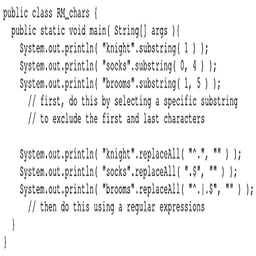 public class RM_chars {
public static void main( String[] args ){
System.out.println( "knight".substring( 1 ) );
System.out.println( "socks".substring( 0, 4 ) );
System.out.println( "brooms".substring( 1, 5 ) );
// first, do this by selecting a specific substring
// to exclude the first and last characters
System.out.println( "knight".replaceAll( "^.", "" ) );
System.out.println( "socks".replaceAll( ".$", "" ) );
System.out.println( "brooms".replaceAll( "^.|.$", "" ) );
// then do this using a regular expressions
}
}